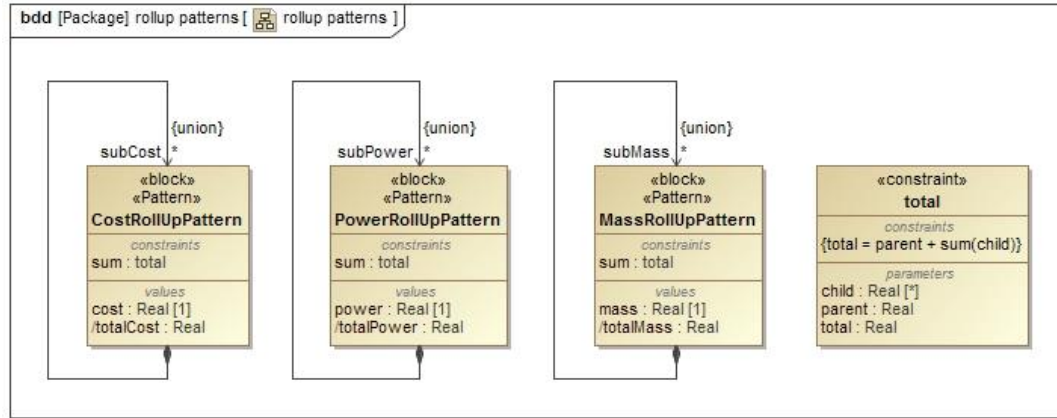 bdd [Package] rollup patterns [ rollup patterns ]
{union}
subCost *
«block»
«Pattern»
CostRollUpPattern
constraints
sum : total
values
cost : Real [1]
/totalCost : Real
{union}
subPower *
«block»
«Pattern»
PowerRollUpPattern
constraints
sum : total
values
power : Real [1]
/totalPower : Real
{union}
subMass *
«block»
«Pattern»
MassRollUpPattern
constraints
sum : total
values
mass : Real [1]
/totalMass : Real
«constraint»
total
constraints
{total = parent + sum(child)}
parameters
child : Real [*]
parent : Real
total : Real